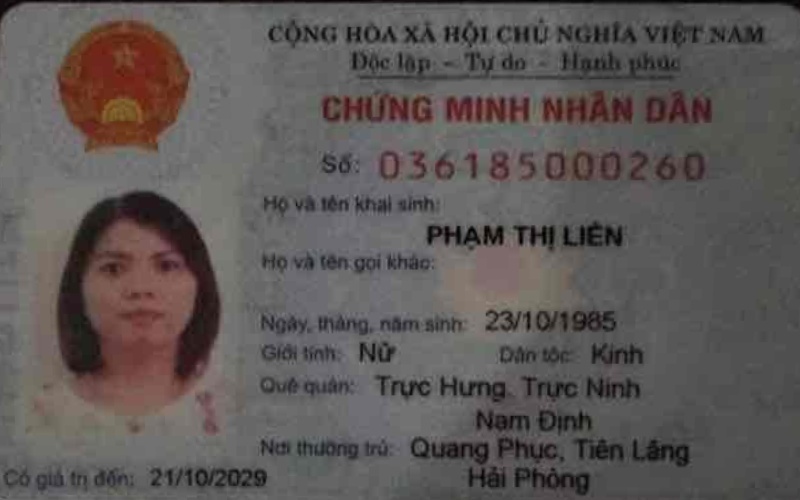 CỘNG HÒA XÃ HỘI CHỦ NGHĨA VIỆT NAM
Độc lập - Tự do - Hạnh phúc
CHỨNG MINH NHÂN DÂN
Số: 036185000260
Họ và tên khai sinh:
PHẠM THỊ LIÊN
Họ và tên gọi khác:
Ngày, tháng, năm sinh: 23/10/1985
Giới tính: Nữ Dân tộc: Kinh
Quê quán: Trực Hưng, Trực Ninh
Nam Định
Nơi thường trú: Quang Phục, Tiên Lãng
Hải Phòng
Có giá trị đến: 21/10/2029